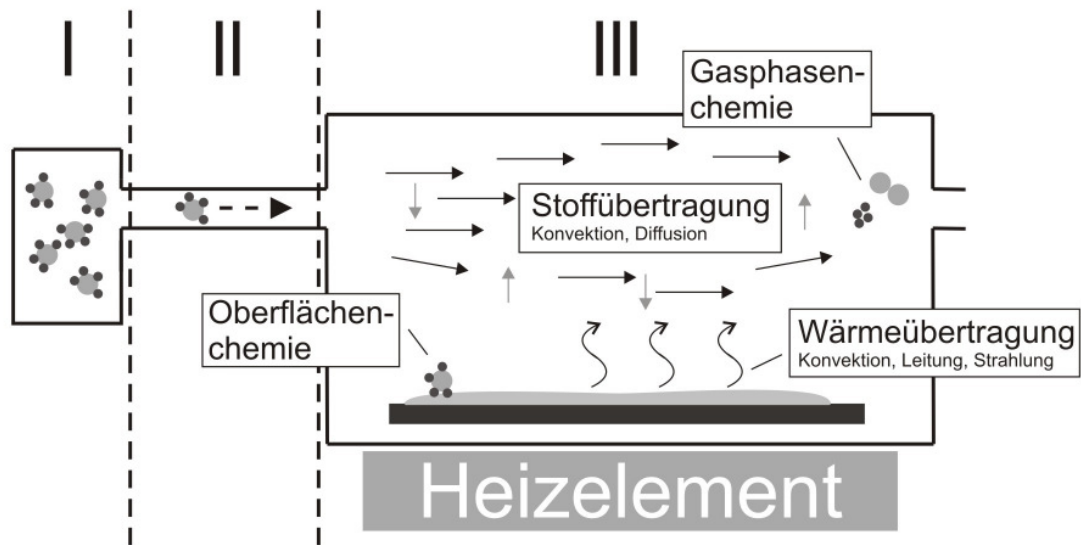 I
II
III
Gasphasen-
chemie
Stoffübertragung
Konvektion, Diffusion
Oberflächen-
chemie
Wärmeübertragung
Konvektion, Leitung, Strahlung
Heizelement